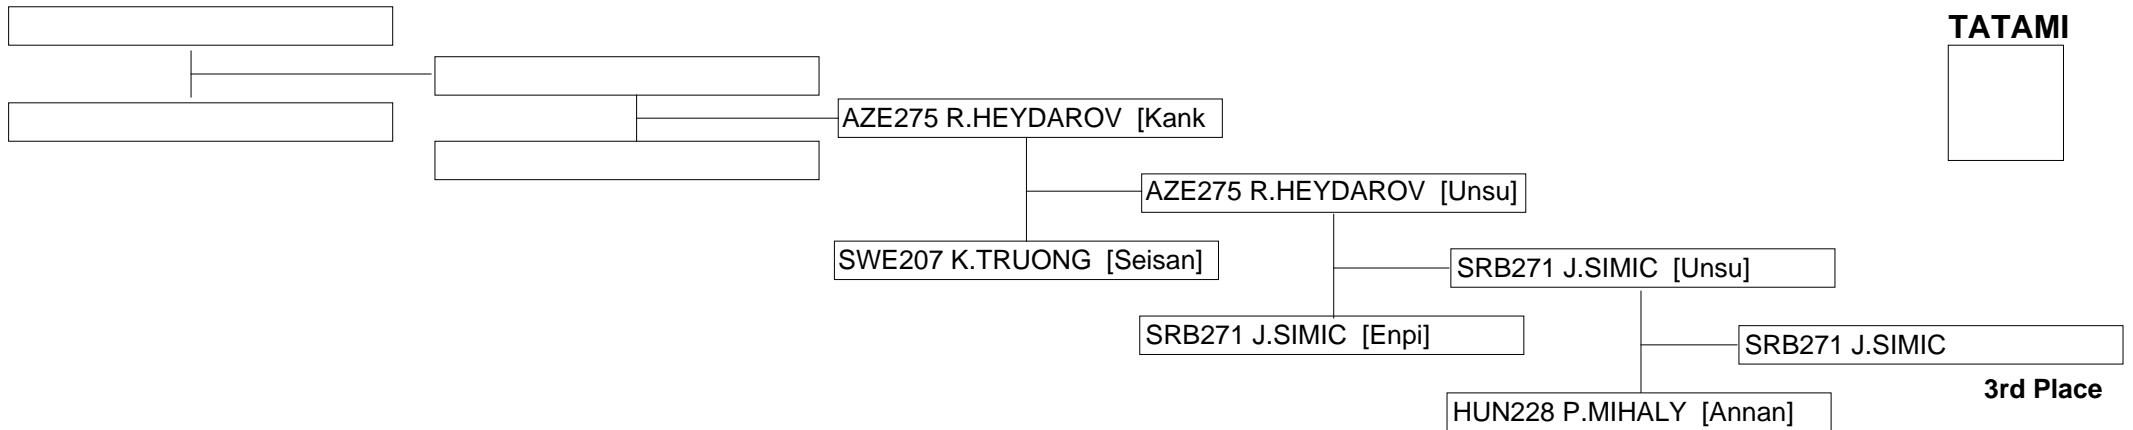 TATAMI
AZE275 R.HEYDAROV [Kank
AZE275 R.HEYDAROV [Unsu]
SWE207 K.TRUONG [Seisan]
SRB271 J.SIMIC [Unsu]
SRB271 J.SIMIC [Enpi]
SRB271 J.SIMIC
3rd Place
HUN228 P.MIHALY [Annan]